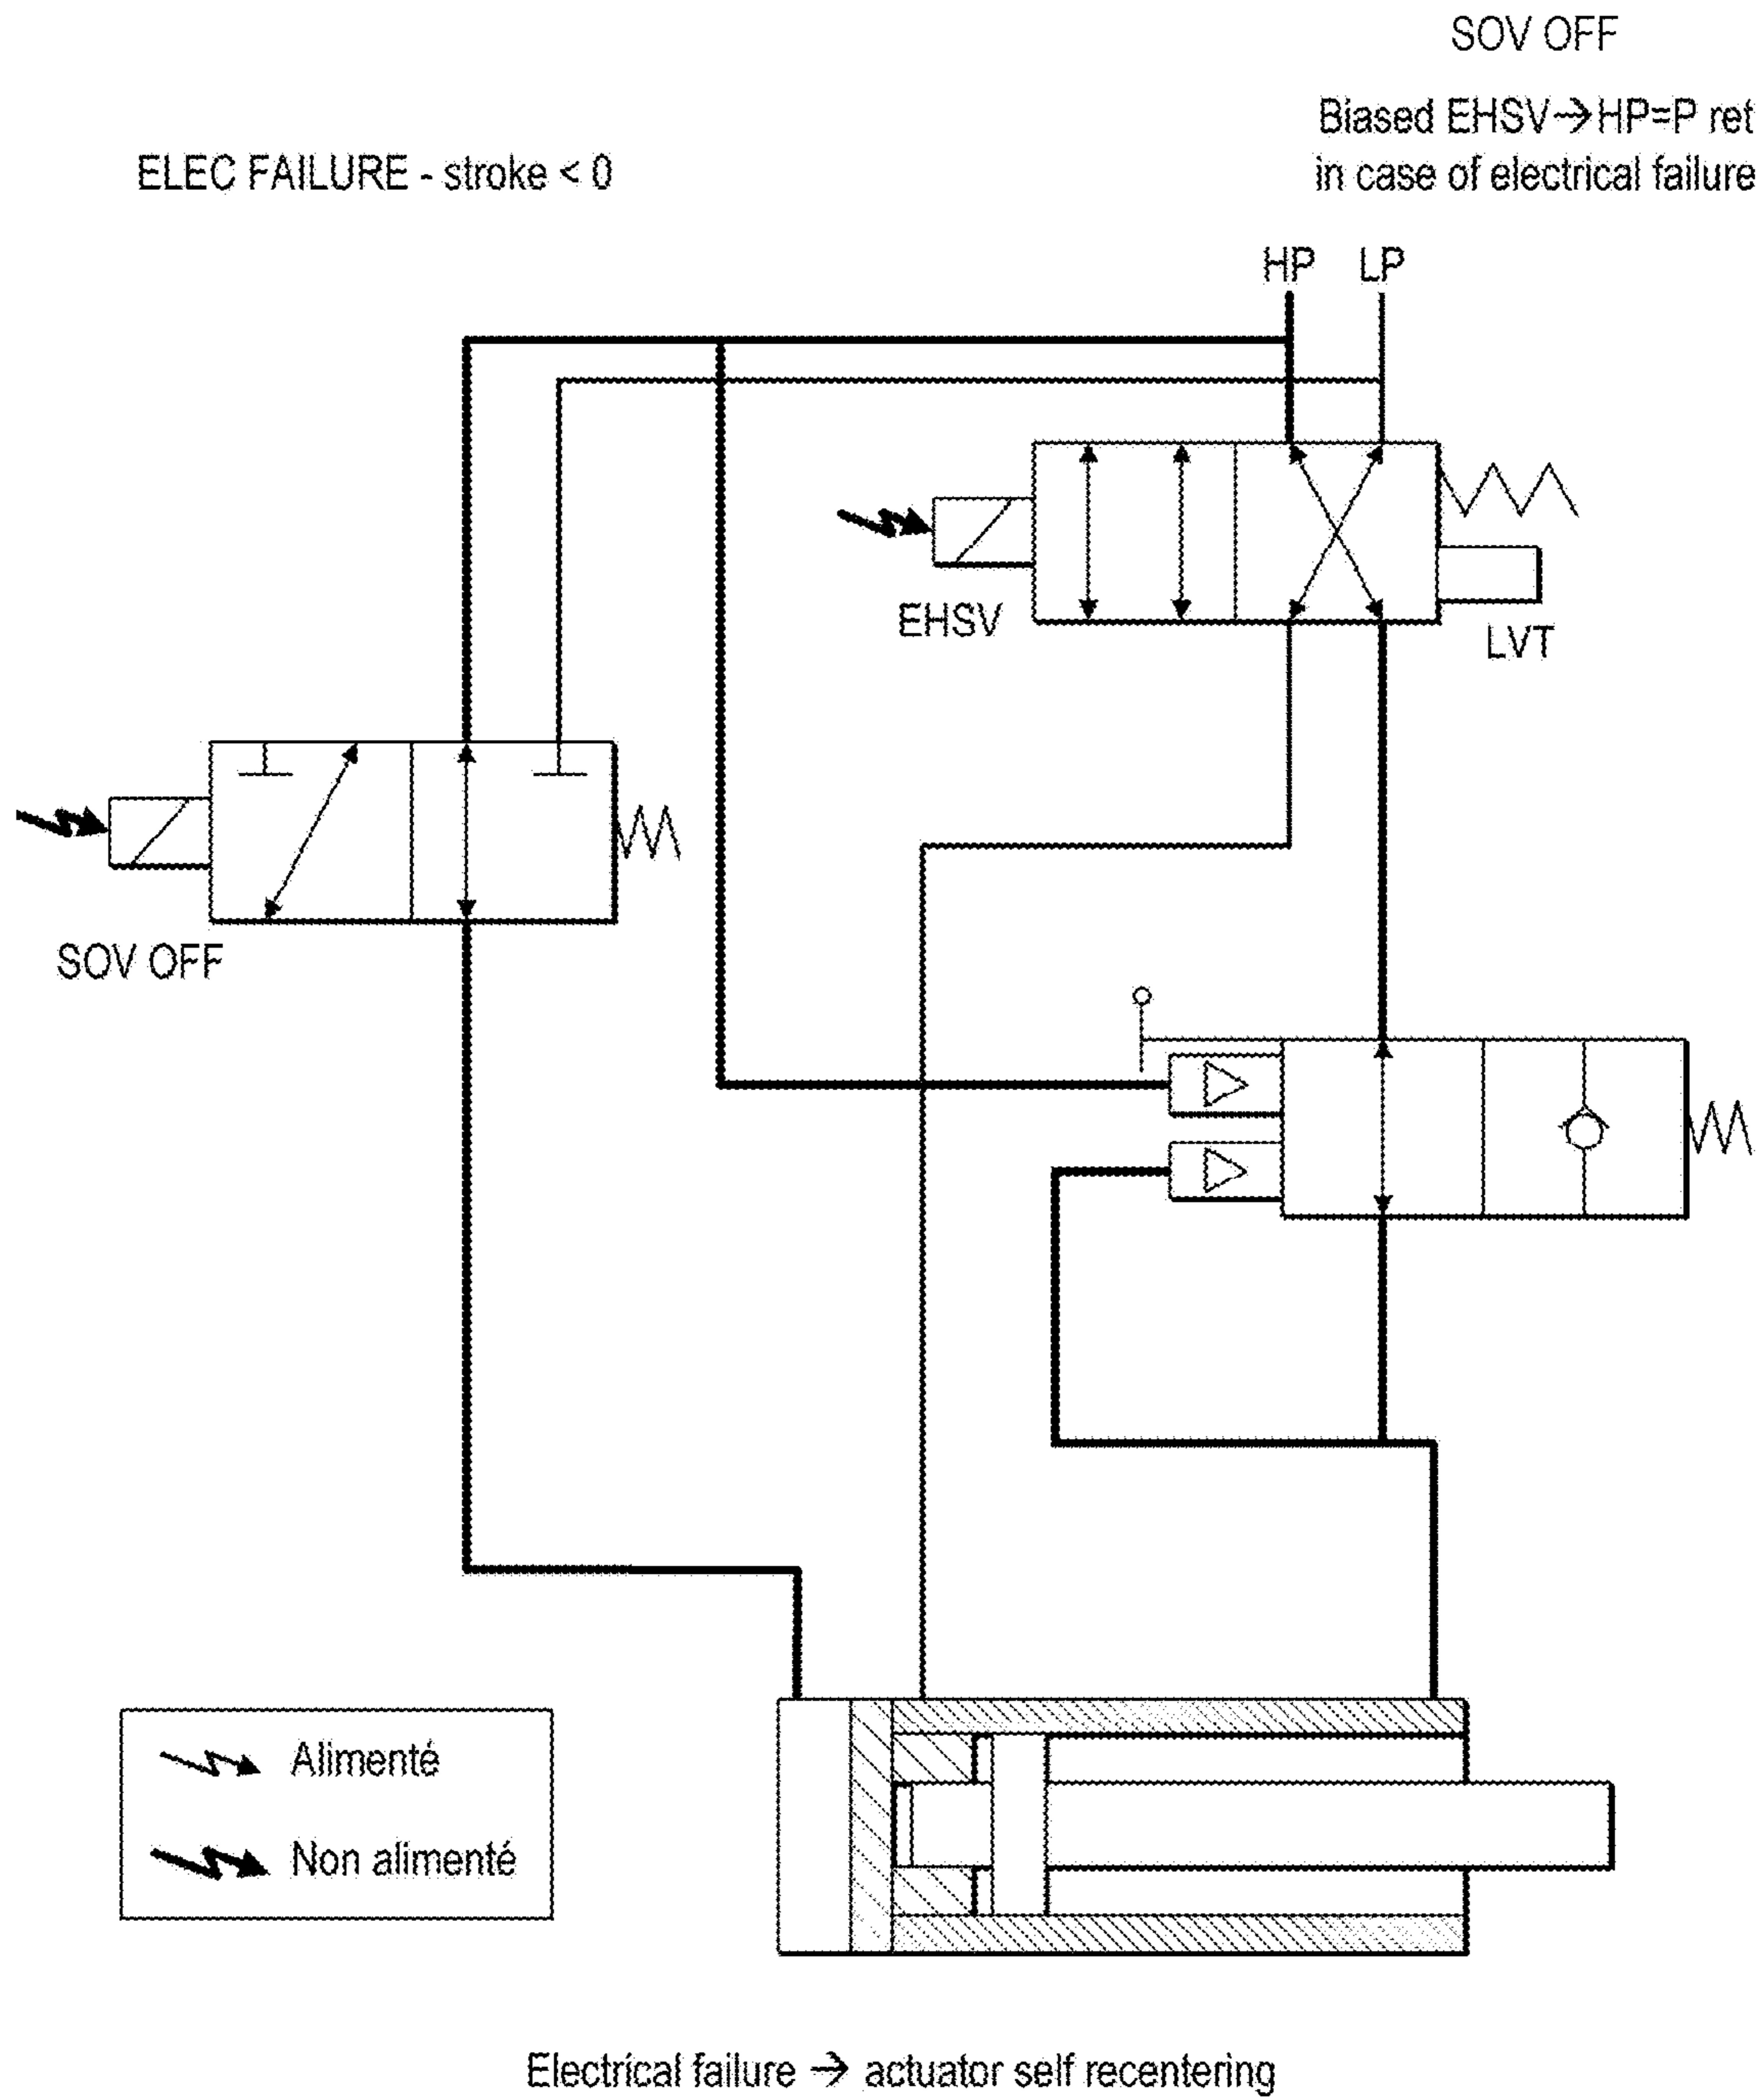 SOV OFF
Biased EHSV→HP=P ret
in case of electrical failure
ELEC FAILURE - stroke < 0
HP LP
EHSV
LVT
SOV OFF
Alimenté
Non alimenté
Electrical failure → actuator self recentering